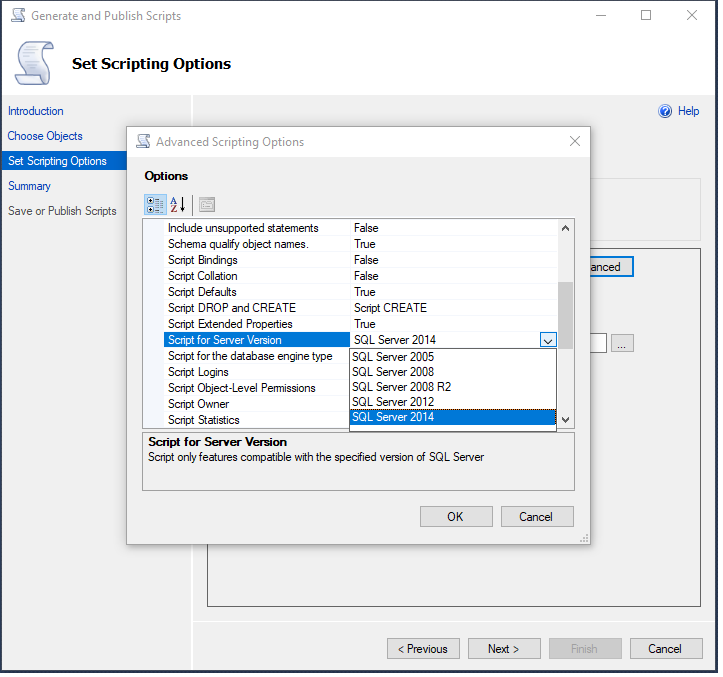 Generate and Publish Scripts
Set Scripting Options
Introduction
Choose Objects
Set Scripting Options
Summary
Save or Publish Scripts
Help
Advanced Scripting Options
Options
Include unsupported statements False
Schema qualify object names. True
Script Bindings False
Script Collation False
Script Defaults True
Script DROP and CREATE Script CREATE
Script Extended Properties True
Script for Server Version SQL Server 2014
Script for the database engine type
Script Logins
Script Object-Level Permissions
Script Owner
Script Statistics
SQL Server 2005
SQL Server 2008
SQL Server 2008 R2
SQL Server 2012
SQL Server 2014
Script for Server Version
Script only features compatible with the specified version of SQL Server
OK
Cancel
anced
...
< Previous
Next >
Finish
Cancel